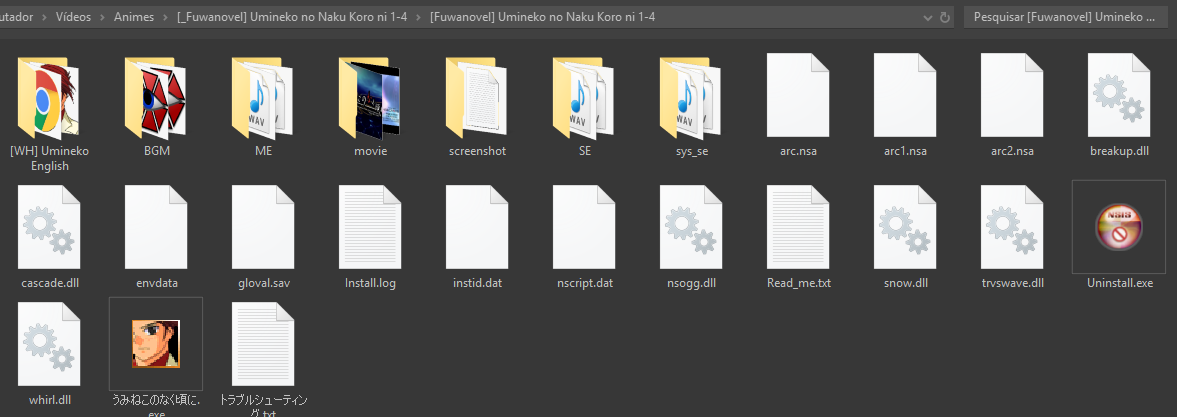 utador > Vídeos > Animes > [_Fuwanovel] Umineko no Naku Koro ni 1-4 > [Fuwanovel] Umineko no Naku Koro ni 1-4
Pesquisar [Fuwanovel] Umineko ...
[WH] Umineko
English
BGM
ME
movie
screenshot
SE
sys_se
arc.nsa
arc1.nsa
arc2.nsa
breakup.dll
cascade.dll
envdata
gloval.sav
Install.log
instid.dat
nscript.dat
nsogg.dll
Read_me.txt
snow.dll
trvswave.dll
NSIS
Uninstall.exe
whirl.dll
うみねこのなく頃に.
exe
トラブルシューティン
グ.txt